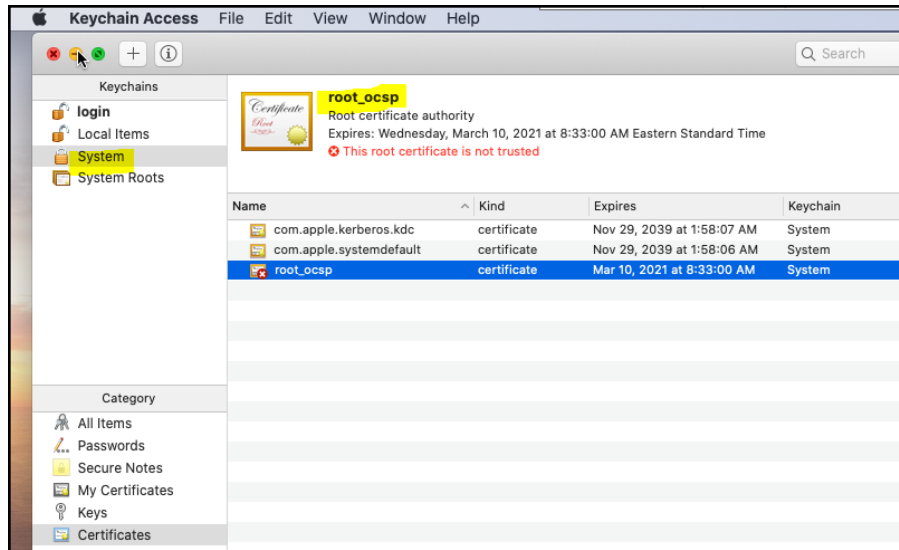 Keychain Access File Edit View Window Help
Search
Keychains
login
Local Items
System
System Roots
Certificate
Root
root_ocsp
Root certificate authority
Expires: Wednesday, March 10, 2021 at 8:33:00 AM Eastern Standard Time
This root certificate is not trusted
Name Kind Expires Keychain
com.apple.kerberos.kdc certificate Nov 29, 2039 at 1:58:07 AM System
com.apple.systemdefault certificate Nov 29, 2039 at 1:58:06 AM System
root_ocsp certificate Mar 10, 2021 at 8:33:00 AM System
Category
All Items
Passwords
Secure Notes
My Certificates
Keys
Certificates